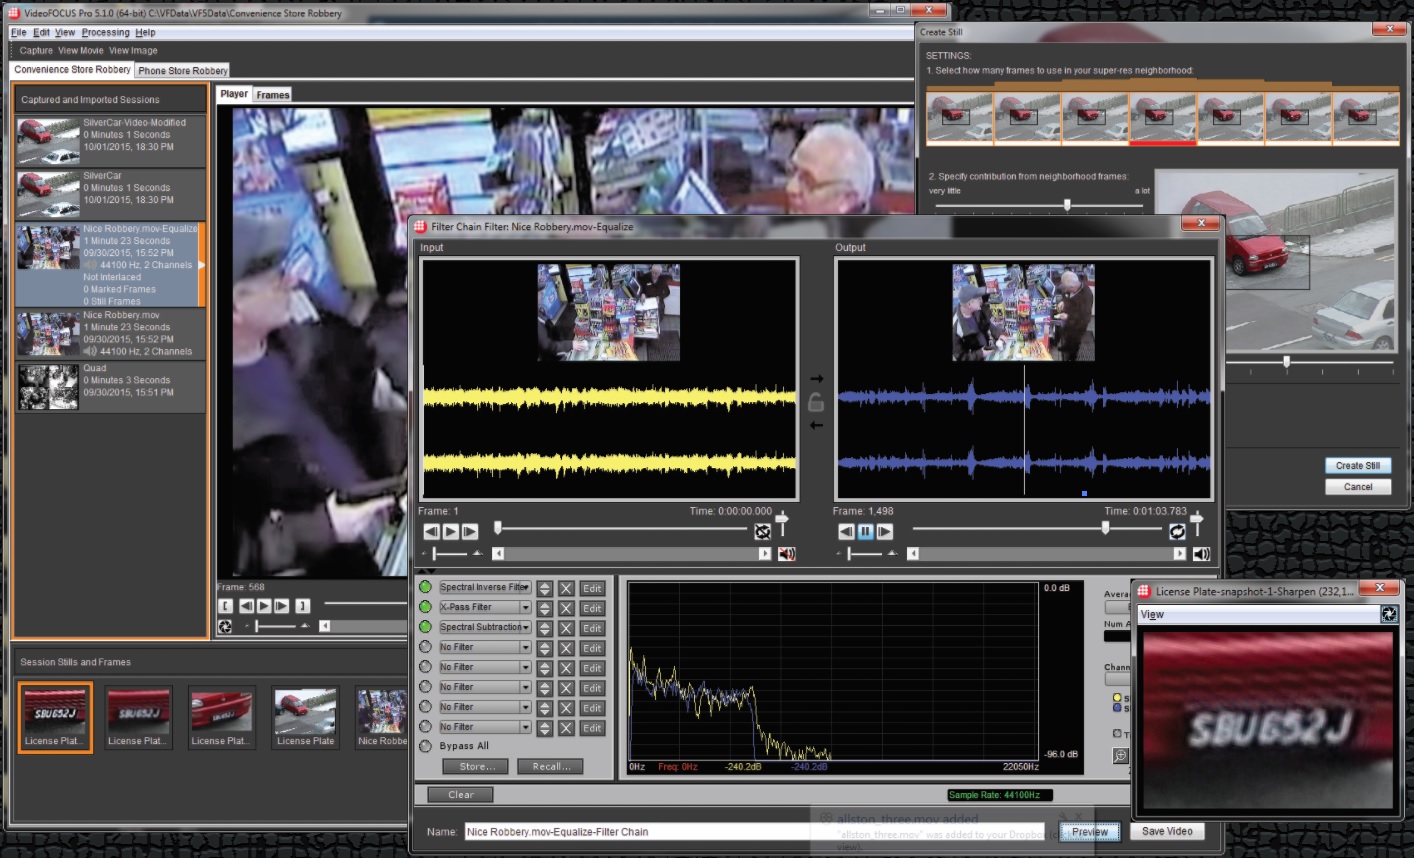 VideoFOCUS Pro 5.1.0 (64-bit) C:\VFData\VF5Data\Convenience Store Robbery
File Edit View Processing Help
Capture View Movie View Image
Convenience Store Robbery Phone Store Robbery
Captured and Imported Sessions
SilverCar-Video-Modified
0 Minutes 1 Seconds
10/01/2015, 18:30 PM
SilverCar
0 Minutes 1 Seconds
10/01/2015, 18:30 PM
Nice Robbery.mov-Equalize
1 Minute 23 Seconds
09/30/2015, 15:52 PM
44100 Hz, 2 Channels
Not Interlaced
0 Marked Frames
0 Still Frames
Nice Robbery.mov
1 Minute 23 Seconds
09/30/2015, 15:52 PM
44100 Hz, 2 Channels
Quad
0 Minutes 3 Seconds
09/30/2015, 15:51 PM
Player Frames
Frame: 568
Session Stills and Frames
SBU652J
License Plat...
License Plat...
License Plat...
License Plate
Nice Robbe
Create Still
SETTINGS:
1. Select how many frames to use in your super-res neighborhood:
2. Specify contribution from neighborhood frames:
very little a lot
Create Still
Cancel
Filter Chain Filter: Nice Robbery.mov-Equalize
Input Output
Frame: 1 Time: 0:00:00.000
Frame: 1,498 Time: 0:01:03.783
Spectral Inverse Filte Edit
X-Pass Filter Edit
Spectral Subtraction Edit
No Filter Edit
No Filter Edit
No Filter Edit
No Filter Edit
No Filter Edit
Bypass All
Store... Recall...
0.0 dB
-96.0 dB
0Hz Freq: 0Hz -240.2dB -240.2dB 22050Hz
Avera
Num A
Chann
Clear
Sample Rate: 44100Hz
Name: Nice Robbery.mov-Equalize-Filter Chain
Preview Save Video
allston_three.mov added
"allston_three.mov" was added to your Dropbox
view).
License Plate-snapshot-1-Sharpen (232,1...
View
SBU652J